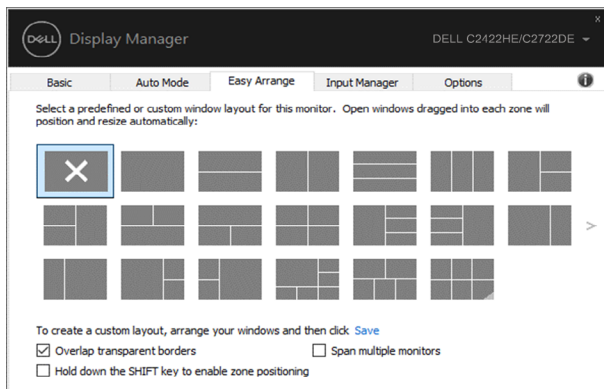 x
DELL Display Manager DELL C2422HE/C2722DE
Basic Auto Mode Easy Arrange Input Manager Options i
Select a predefined or custom window layout for this monitor. Open windows dragged into each zone will
position and resize automatically:
>
To create a custom layout, arrange your windows and then click Save
Overlap transparent borders Span multiple monitors
Hold down the SHIFT key to enable zone positioning